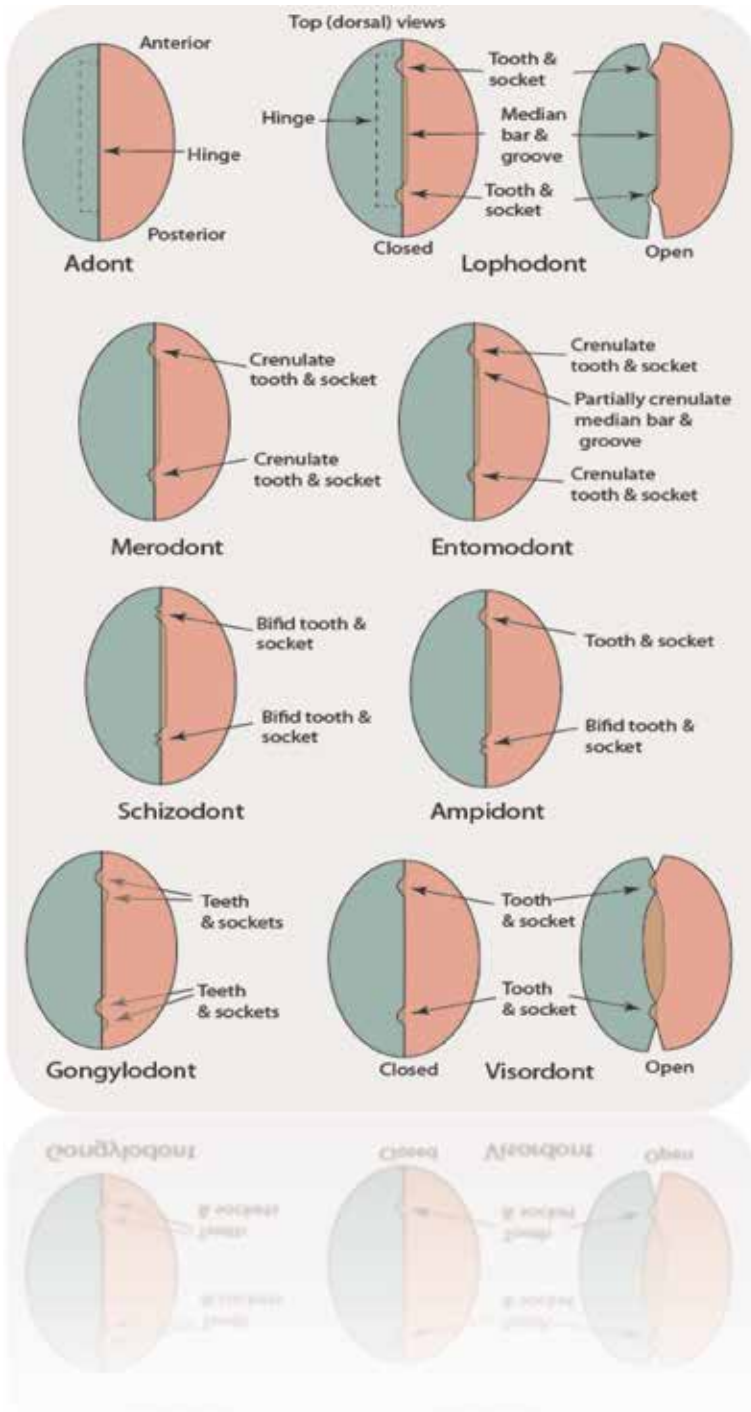 Top (dorsal) views
Anterior
Hinge
Posterior
Adont
Hinge
Tooth &
socket
Median
bar &
groove
Tooth &
socket
Closed
Lophodont
Open
Crenulate
tooth & socket
Crenulate
tooth & socket
Merodont
Crenulate
tooth & socket
Partially crenulate
median bar &
groove
Crenulate
tooth & socket
Entomodont
Bifid tooth &
socket
Bifid tooth &
socket
Schizodont
Tooth & socket
Bifid tooth &
socket
Ampidont
Teeth
& sockets
Teeth
& sockets
Gongylodont
Tooth
& socket
Tooth
& socket
Closed
Visordont
Open